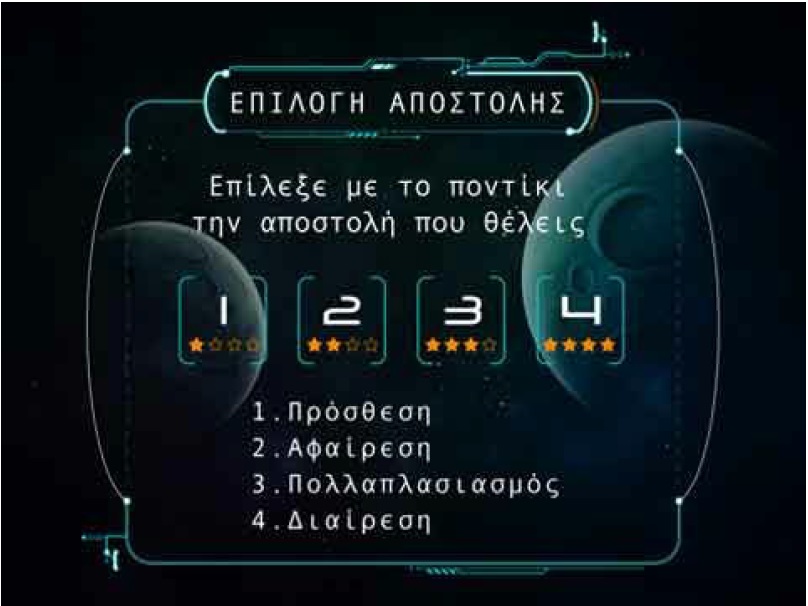 ΕΠΙΛΟΓΗ ΑΠΟΣΤΟΛΗΣ
Επίλεξε με το ποντίκι
την αποστολή που θέλεις
1 2 3 4
1.Πρόσθεση
2.Αφαίρεση
3.Πολλαπλασιασμός
4.Διαίρεση